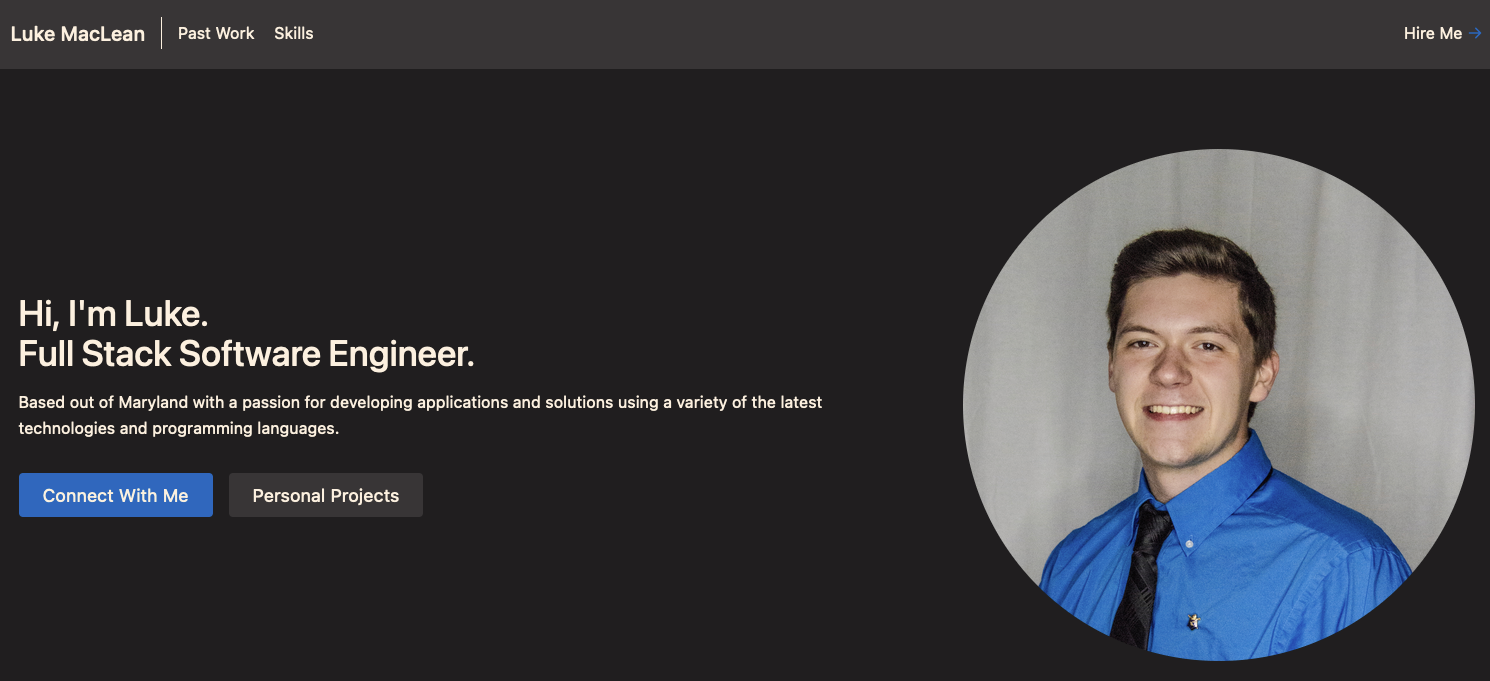 Luke MacLean
Past Work
Skills
Hire Me →
Hi, I'm Luke.
Full Stack Software Engineer.
Based out of Maryland with a passion for developing applications and solutions using a variety of the latest
technologies and programming languages.
Connect With Me
Personal Projects